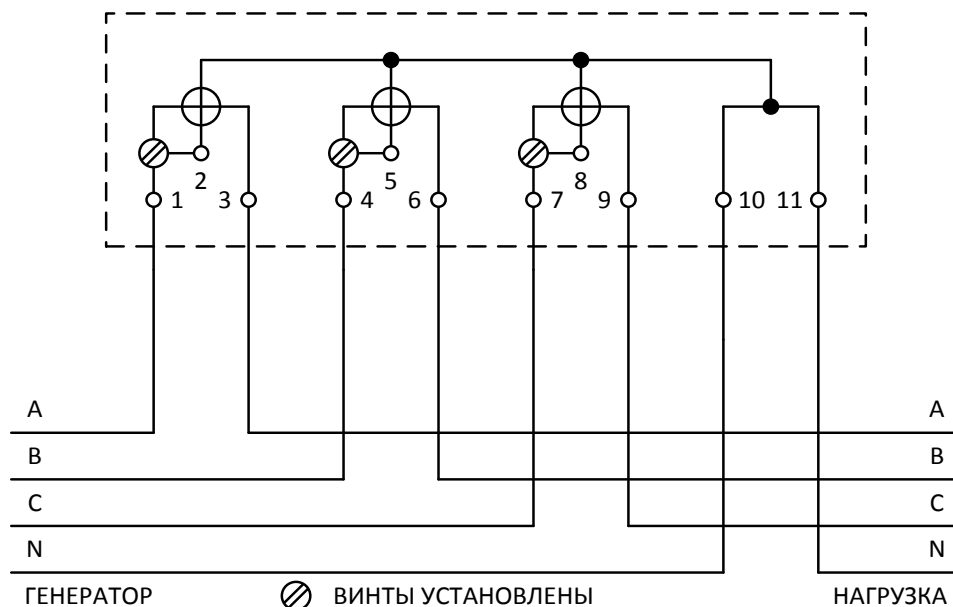 2 5 8
1 3 4 6 7 9 10 11
А А
В В
С С
N N
ГЕНЕРАТОР ВИНТЫ УСТАНОВЛЕНЫ НАГРУЗКА